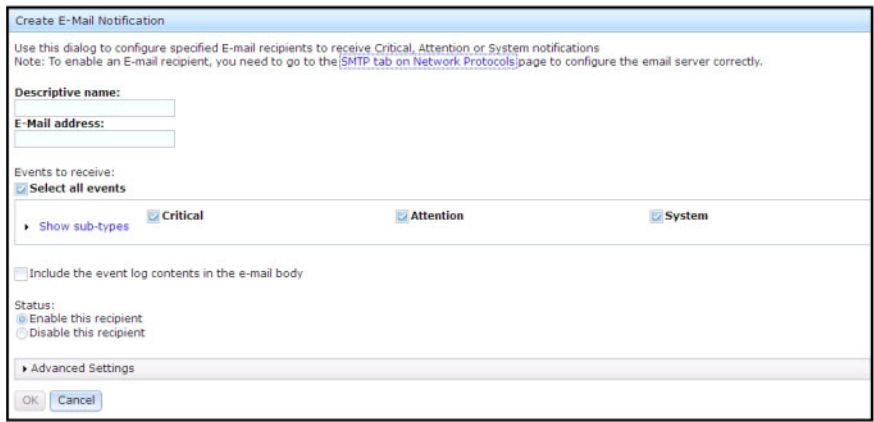 Create E-Mail Notification
Use this dialog to configure specified E-mail recipients to receive Critical, Attention or System notifications
Note: To enable an E-mail recipient, you need to go to the SMTP tab on Network Protocols page to configure the email server correctly.
Descriptive name:
E-Mail address:
Events to receive:
Select all events
Critical Attention System
Show sub-types
Include the event log contents in the e-mail body
Status:
Enable this recipient
Disable this recipient
Advanced Settings
OK Cancel